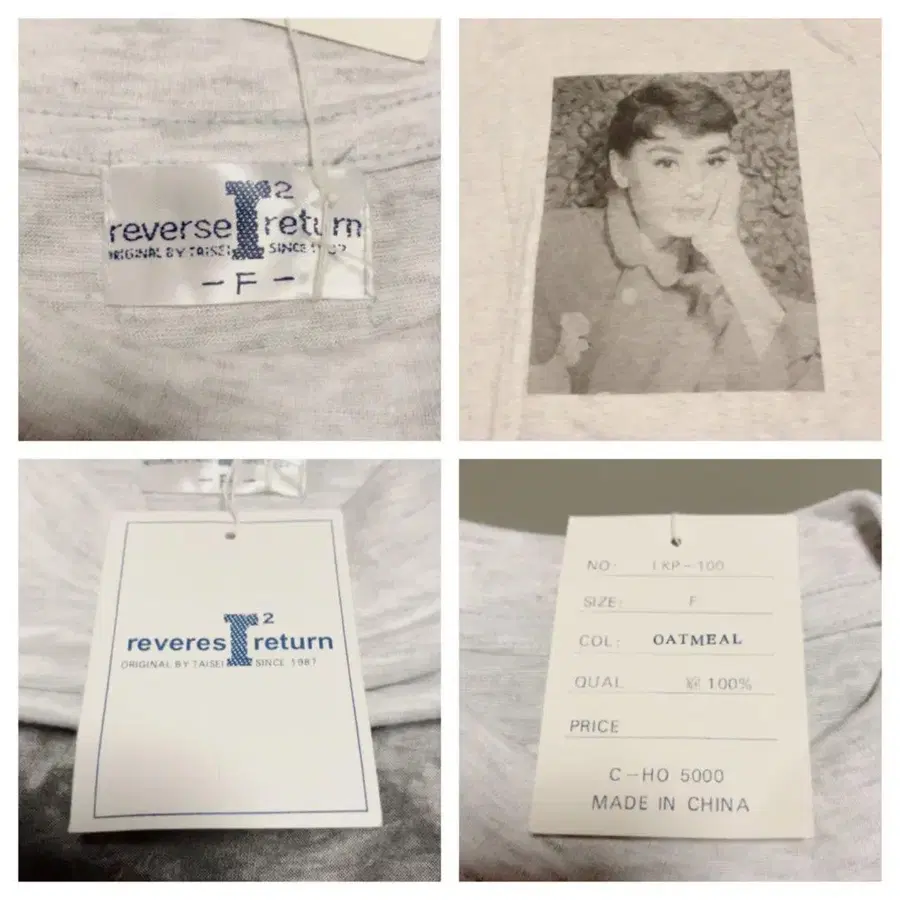 reverse r² return
ORIGINAL BY TAISEI SINCE
- F -
reveres r² return
ORIGINAL BY TAISEI SINCE 1987
NO:
SIZE: F
COL: OATMEAL
QUAL 綿 100%
PRICE
C-HO 5000
MADE IN CHINA